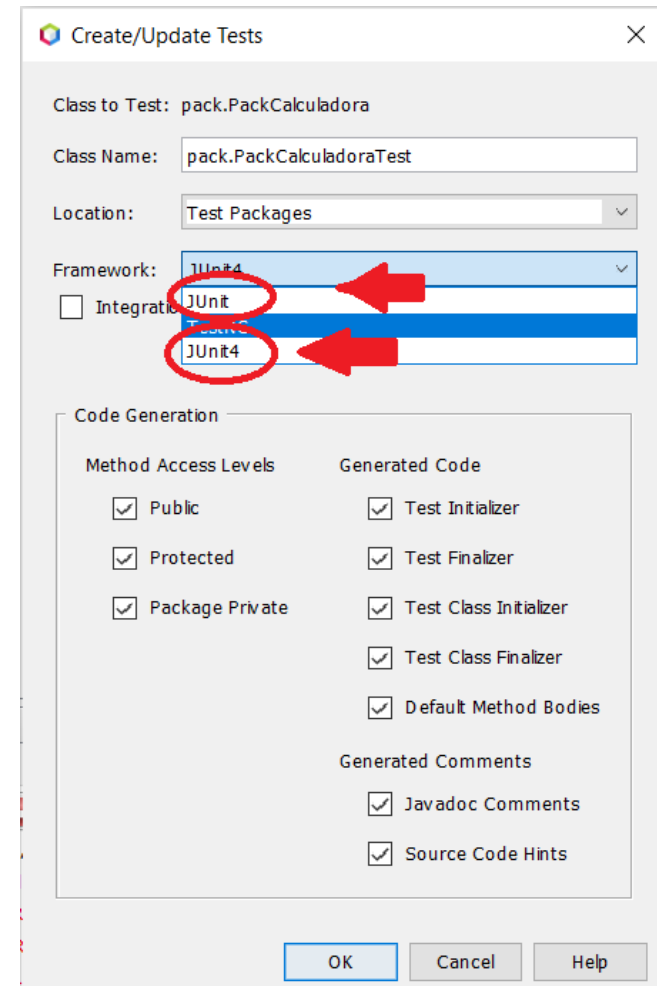 Create/Update Tests
Class to Test: pack.PackCalculadora
Class Name: pack.PackCalculadoraTest
Location: Test Packages
Framework: JUnit4
JUnit
TestNG
JUnit4
Code Generation
Method Access Levels
Public
Protected
Package Private
Generated Code
Test Initializer
Test Finalizer
Test Class Initializer
Test Class Finalizer
Default Method Bodies
Generated Comments
Javadoc Comments
Source Code Hints
OK Cancel Help